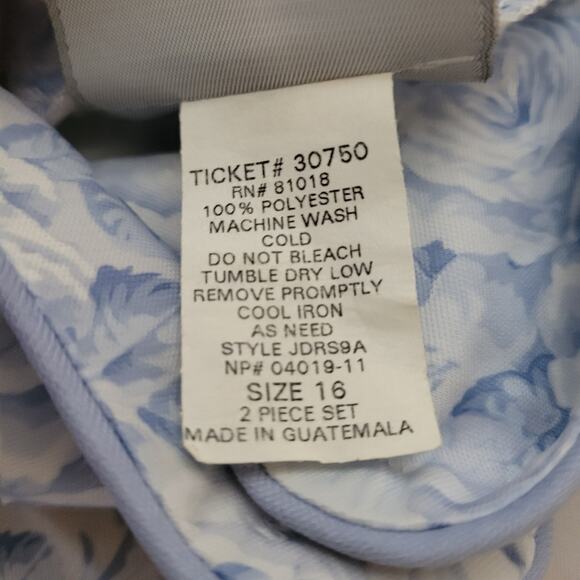 TICKET# 30750
RN# 81018
100% POLYESTER
MACHINE WASH
COLD
DO NOT BLEACH
TUMBLE DRY LOW
REMOVE PROMPTLY
COOL IRON
AS NEED
STYLE JDRS9A
NP# 04019-11
SIZE 16
2 PIECE SET
MADE IN GUATEMALA